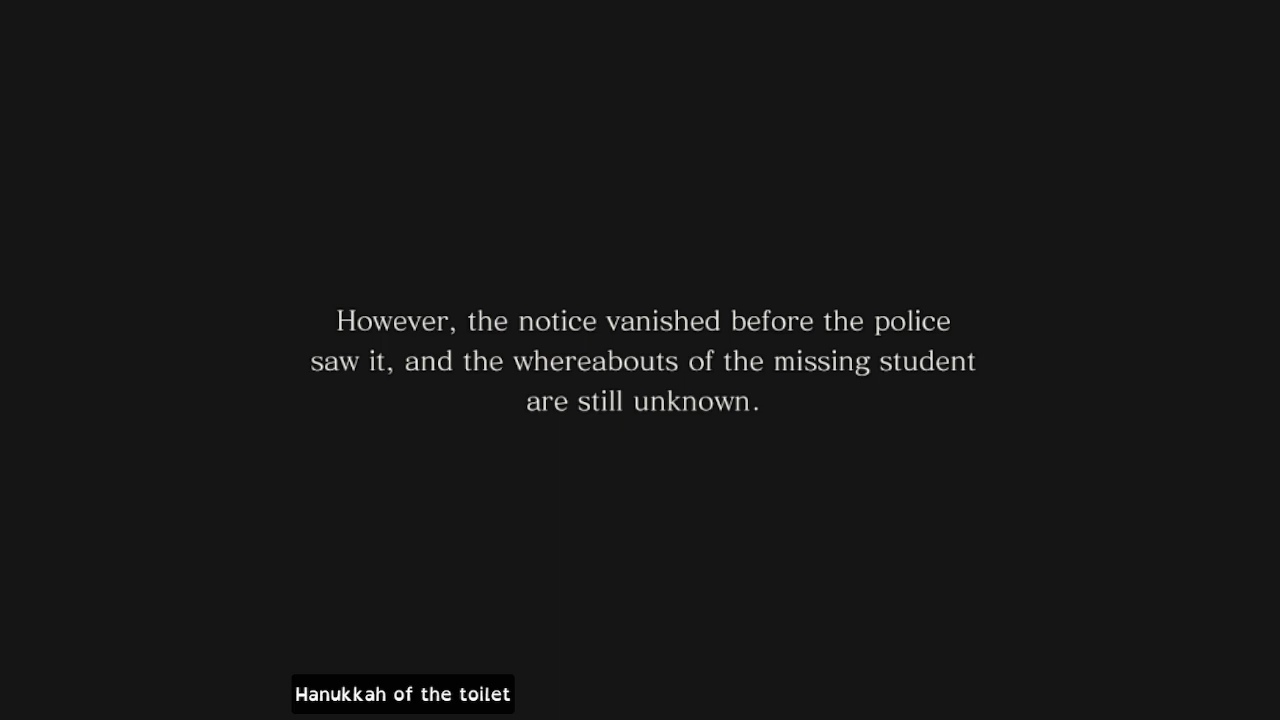 However, the notice vanished before the police
saw it, and the whereabouts of the missing student
are still unknown.
Hanukkah of the toilet